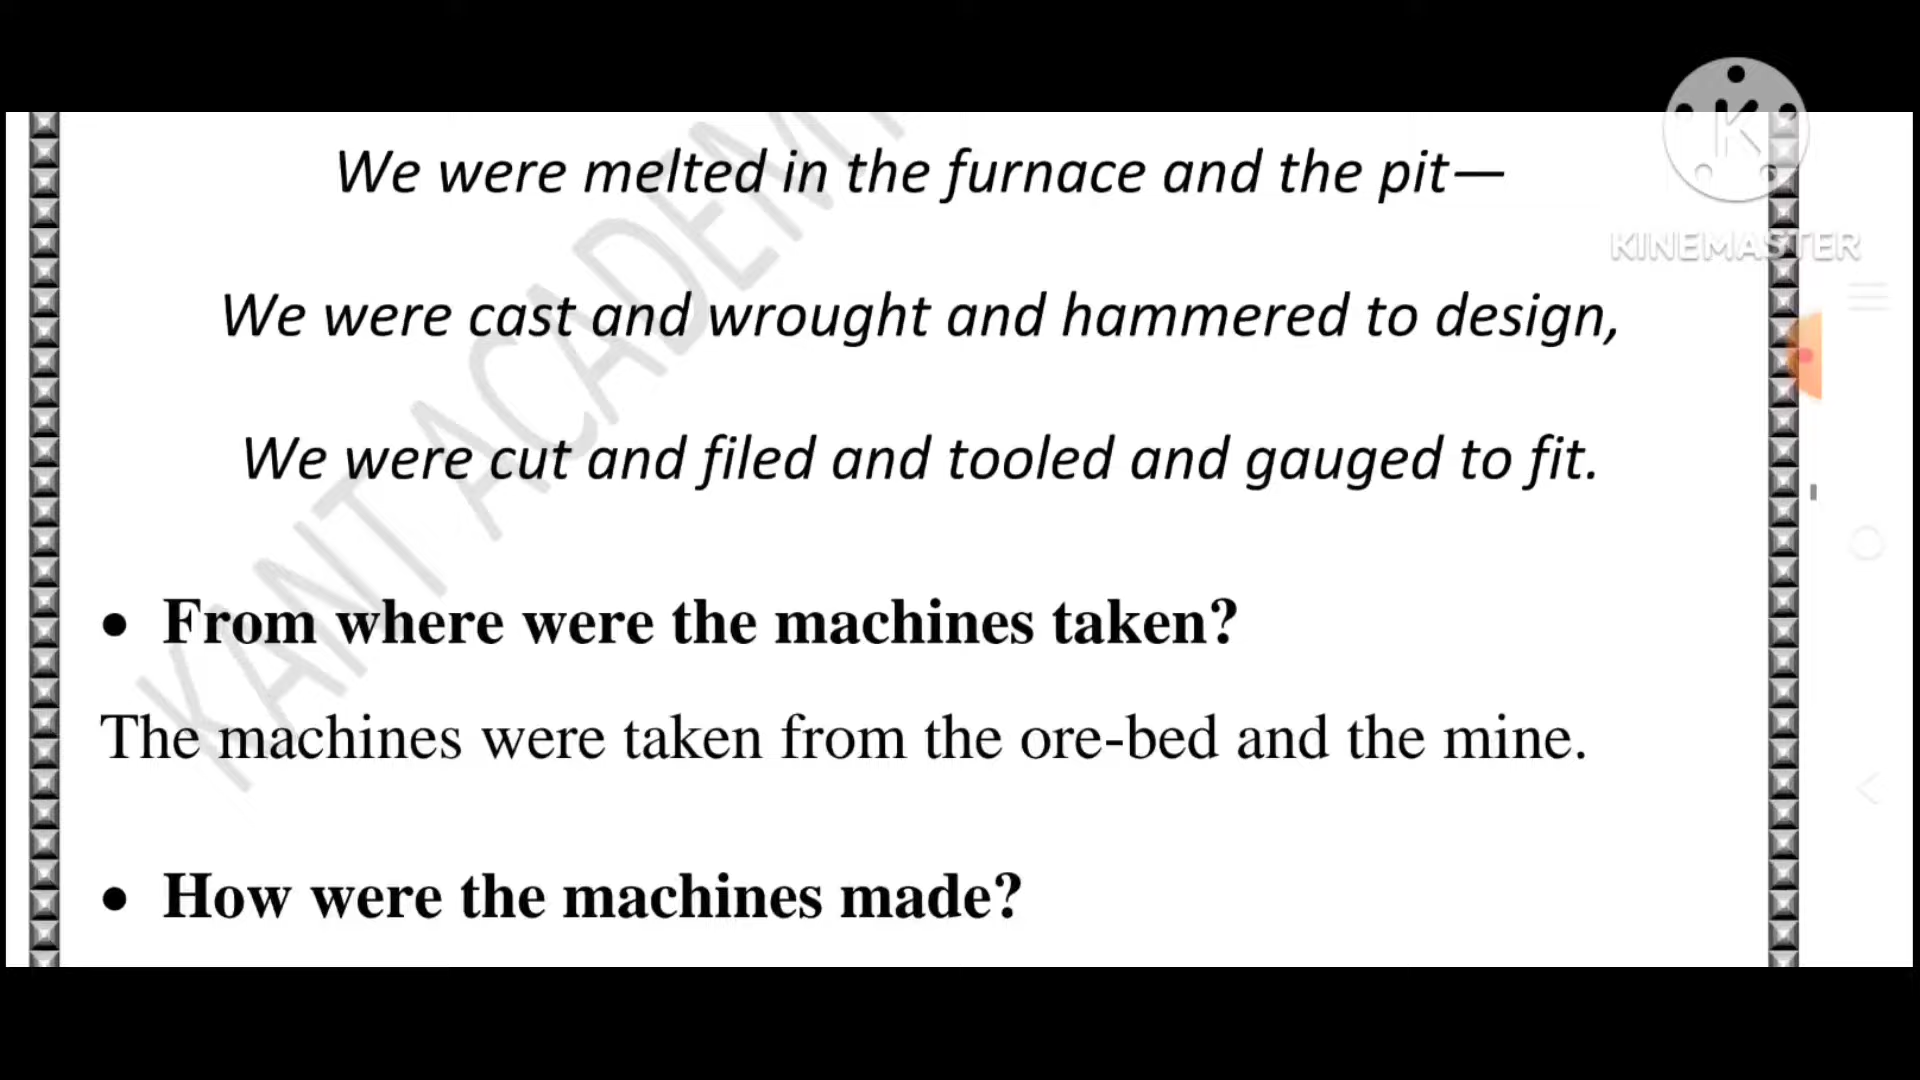 We were melted in the furnace and the pit—
KINEMASTER
We were cast and wrought and hammered to design,
We were cut and filed and tooled and gauged to fit.
KANT ACADEMY
• From where were the machines taken?
The machines were taken from the ore-bed and the mine.
• How were the machines made?